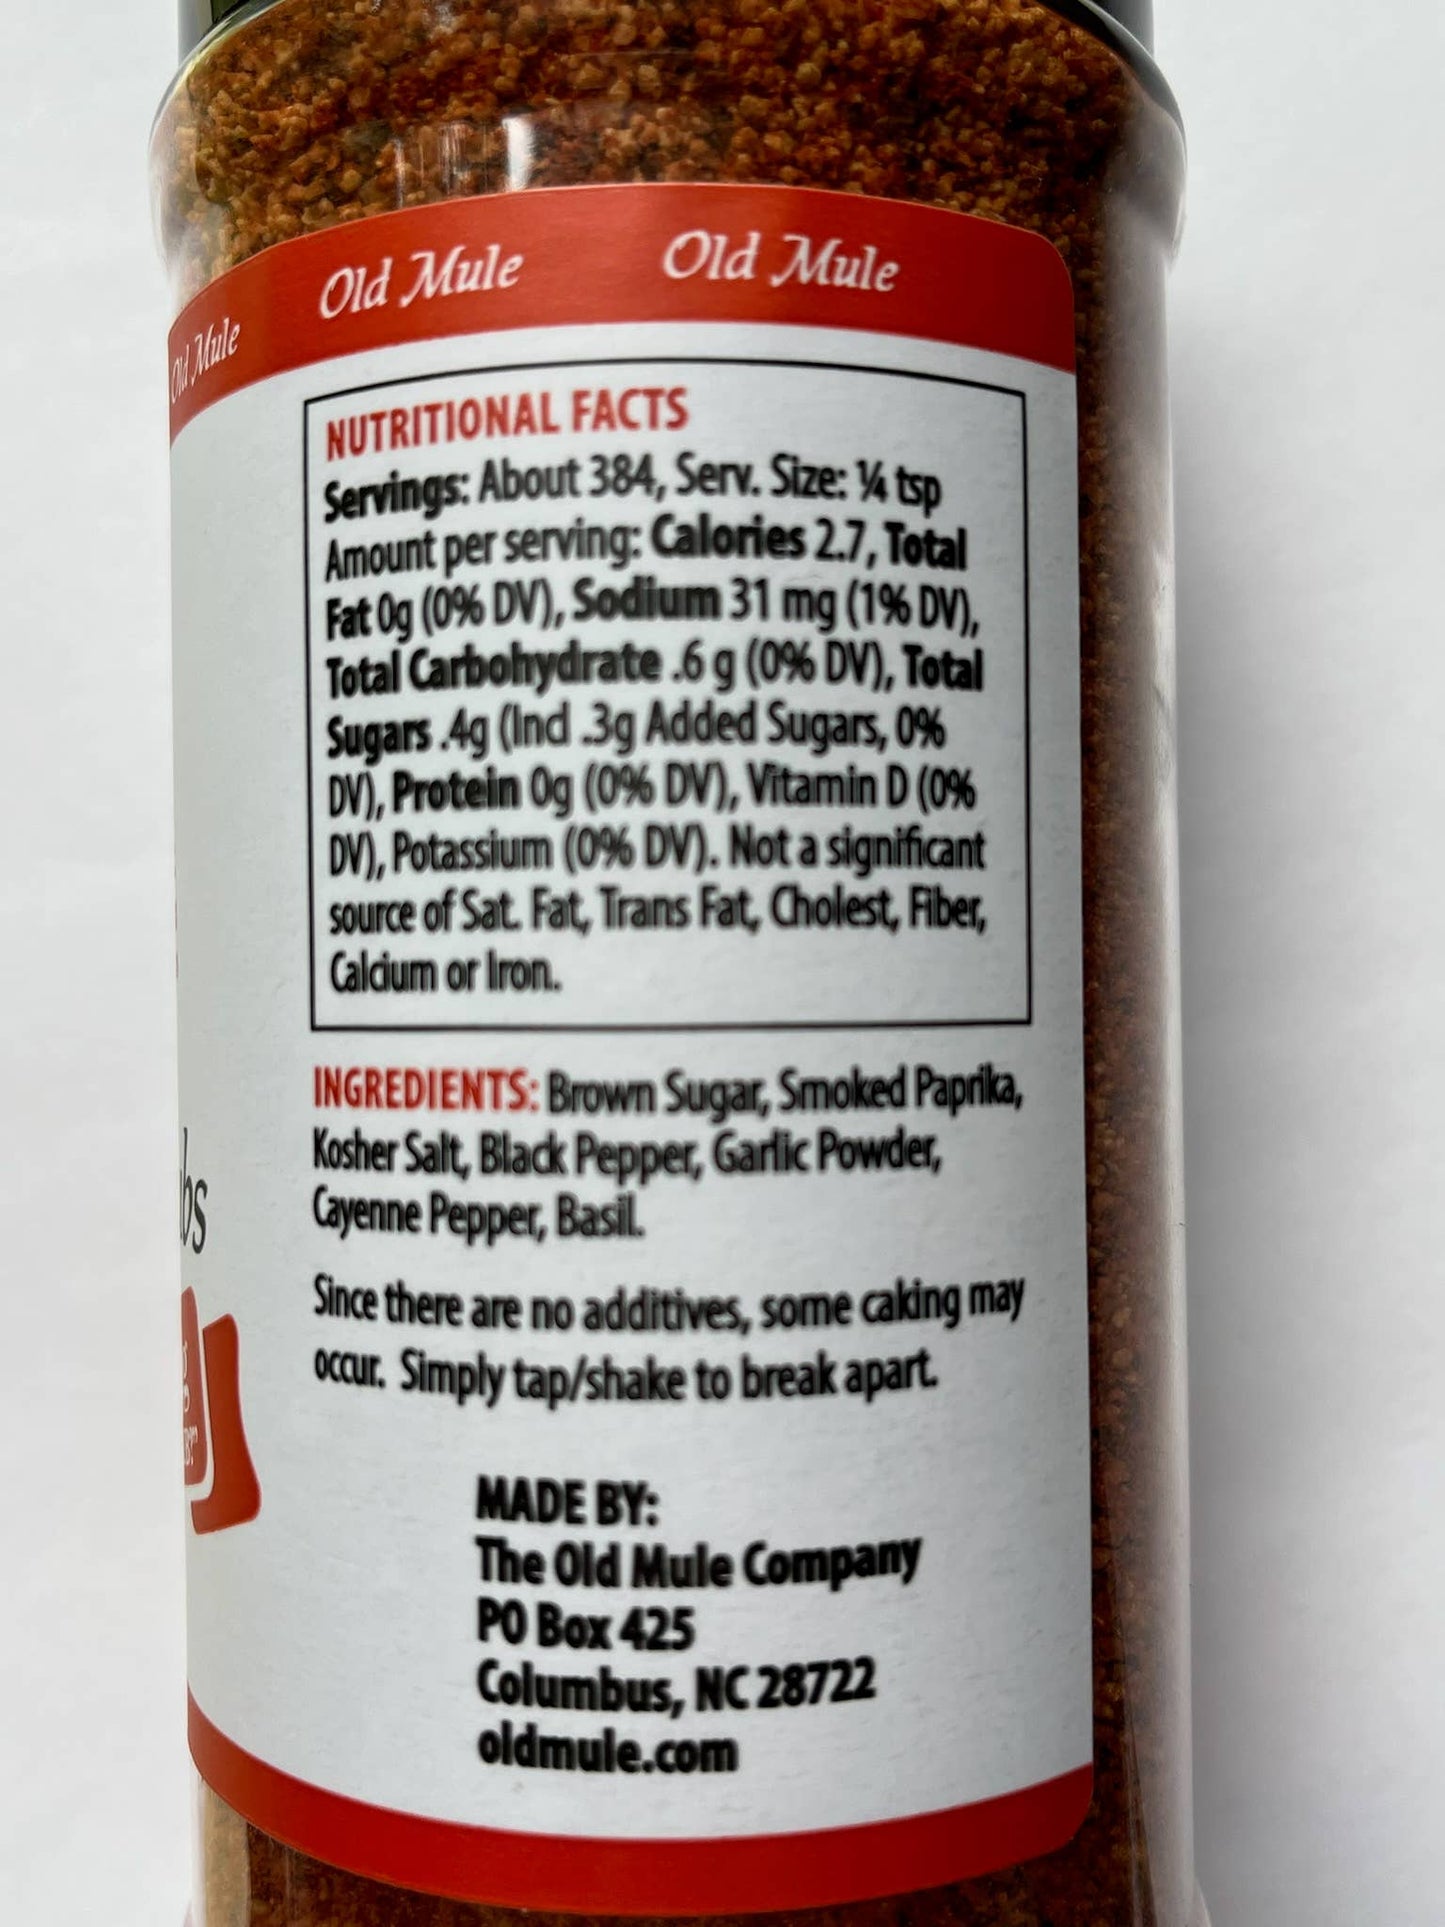 Old Mule
Old Mule
Old Mule
NUTRITIONAL FACTS
Servings: About 384, Serv. Size: ¼ tsp
Amount per serving: Calories 2.7, Total
Fat 0g (0% DV), Sodium 31 mg (1% DV),
Total Carbohydrate .6 g (0% DV), Total
Sugars .4g (Incl .3g Added Sugars, 0%
DV), Protein 0g (0% DV), Vitamin D (0%
DV), Potassium (0% DV). Not a significant
source of Sat. Fat, Trans Fat, Cholest, Fiber,
Calcium or Iron.
INGREDIENTS: Brown Sugar, Smoked Paprika,
Kosher Salt, Black Pepper, Garlic Powder,
Cayenne Pepper, Basil.
Since there are no additives, some caking may
occur. Simply tap/shake to break apart.
MADE BY:
The Old Mule Company
PO Box 425
Columbus, NC 28722
oldmule.com